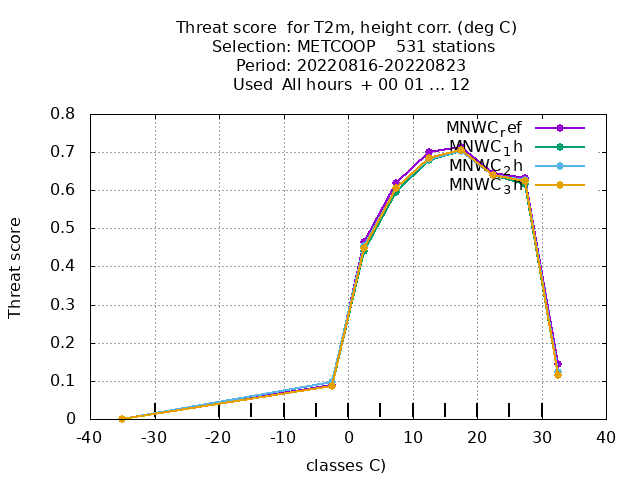 Threat score  for T2m, height corr. (deg C)
Selection: METCOOP    531 stations
Period: 20220816-20220823
Used  All hours  + 00 01 ... 12
MNWC_ref
MNWC_1h
MNWC_2h
MNWC_3h
Threat score
0.8
0.7
0.6
0.5
0.4
0.3
0.2
0.1
0
-40 -30 -20 -10 0 10 20 30 40
classes C)